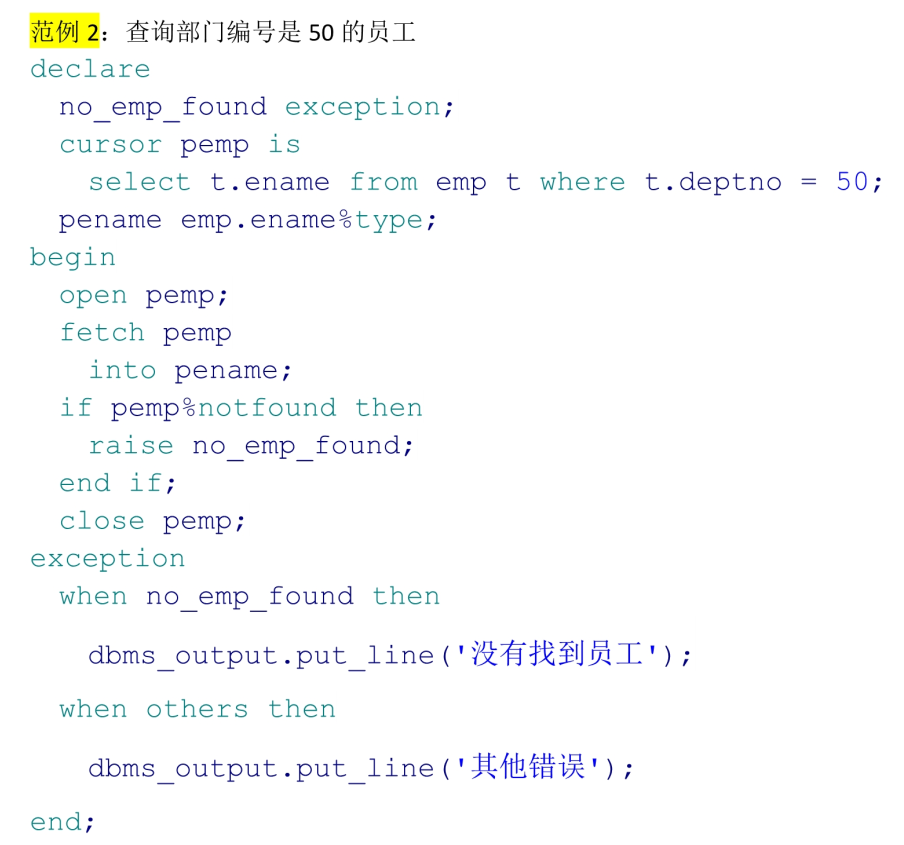 范例 2：查询部门编号是 50 的员工
declare
  no_emp_found exception;
  cursor pemp is
    select t.ename from emp t where t.deptno = 50;
  pename emp.ename%type;
begin
  open pemp;
  fetch pemp
    into pename;
  if pemp%notfound then
    raise no_emp_found;
  end if;
  close pemp;
exception
  when no_emp_found then
    dbms_output.put_line('没有找到员工');
  when others then
    dbms_output.put_line('其他错误');
end;